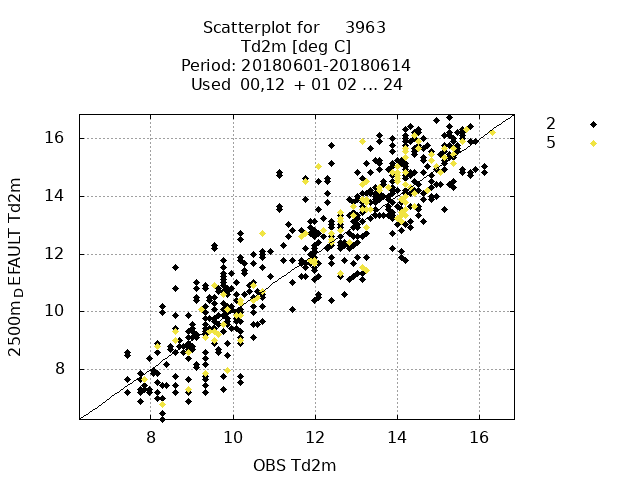 Scatterplot for 3963
Td2m [deg C]
Period: 20180601-20180614
Used 00,12 + 01 02 ... 24
2
5
16
14
12
10
8
2500m_DEFAULT Td2m
8 10 12 14 16
OBS Td2m